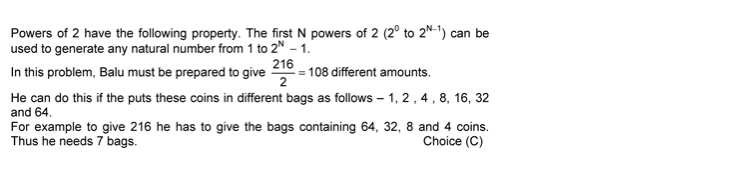 Powers of 2 have the following property. The first N powers of 2 (2⁰ to 2ᴺ⁻¹) can be
used to generate any natural number from 1 to 2ᴺ – 1.
In this problem, Balu must be prepared to give 216/2 = 108 different amounts.
He can do this if the puts these coins in different bags as follows – 1, 2 , 4 , 8, 16, 32
and 64.
For example to give 216 he has to give the bags containing 64, 32, 8 and 4 coins.
Thus he needs 7 bags. Choice (C)